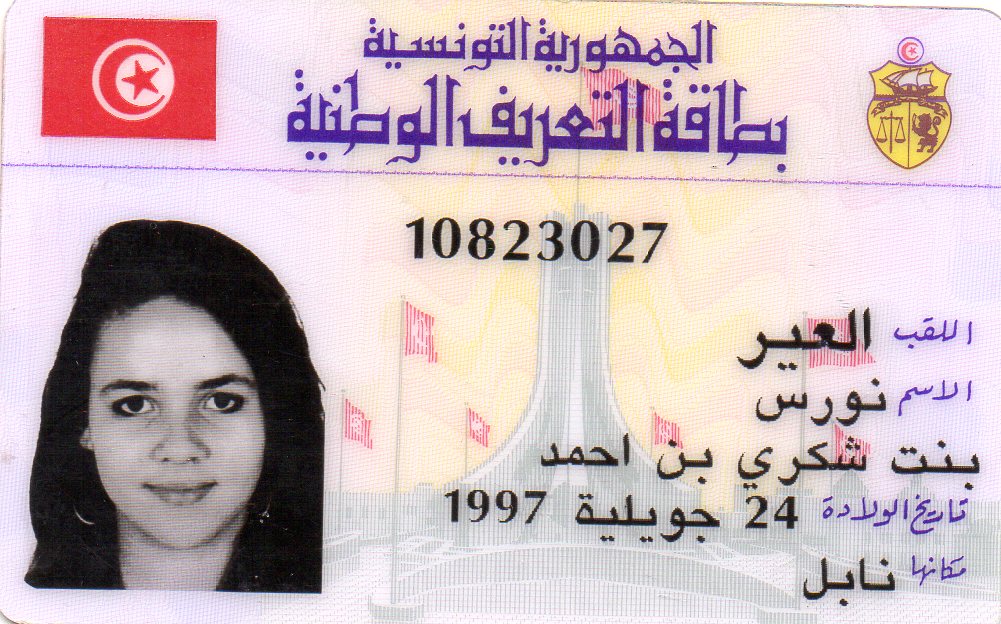 الجمهورية التونسية
بطاقة التعريف الوطنية
10823027
اللقب العير
الاسم نورس
بنت شكري بن احمد
تاريخ الولادة 24 جويلية 1997
مكانها نابل